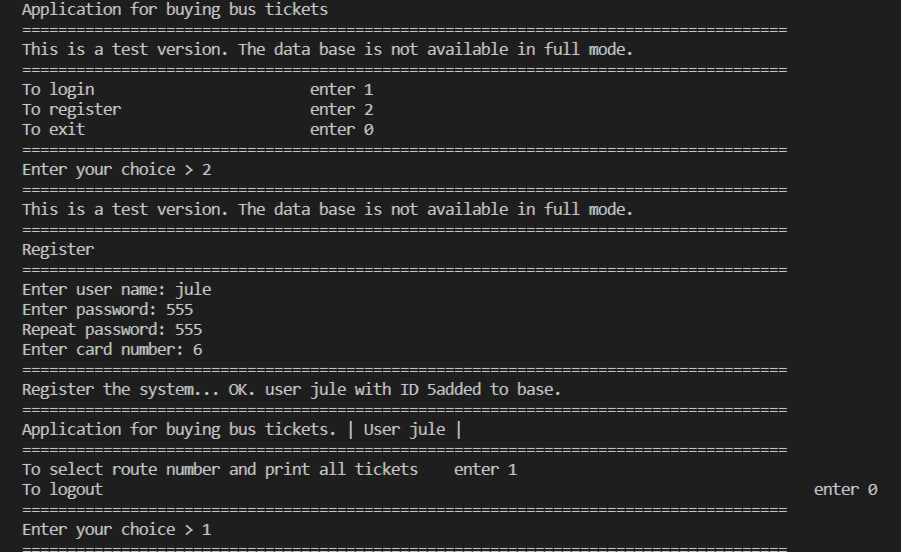 Application for buying bus tickets
=====================================================================================
This is a test version. The data base is not available in full mode.
=====================================================================================
To login                        enter 1
To register                     enter 2
To exit                         enter 0
=====================================================================================
Enter your choice > 2
=====================================================================================
This is a test version. The data base is not available in full mode.
=====================================================================================
Register
=====================================================================================
Enter user name: jule
Enter password: 555
Repeat password: 555
Enter card number: 6
=====================================================================================
Register the system... OK. user jule with ID 5added to base.
=====================================================================================
Application for buying bus tickets. | User jule |
=====================================================================================
To select route number and print all tickets    enter 1
To logout                                                                               enter 0
=====================================================================================
Enter your choice > 1
=====================================================================================